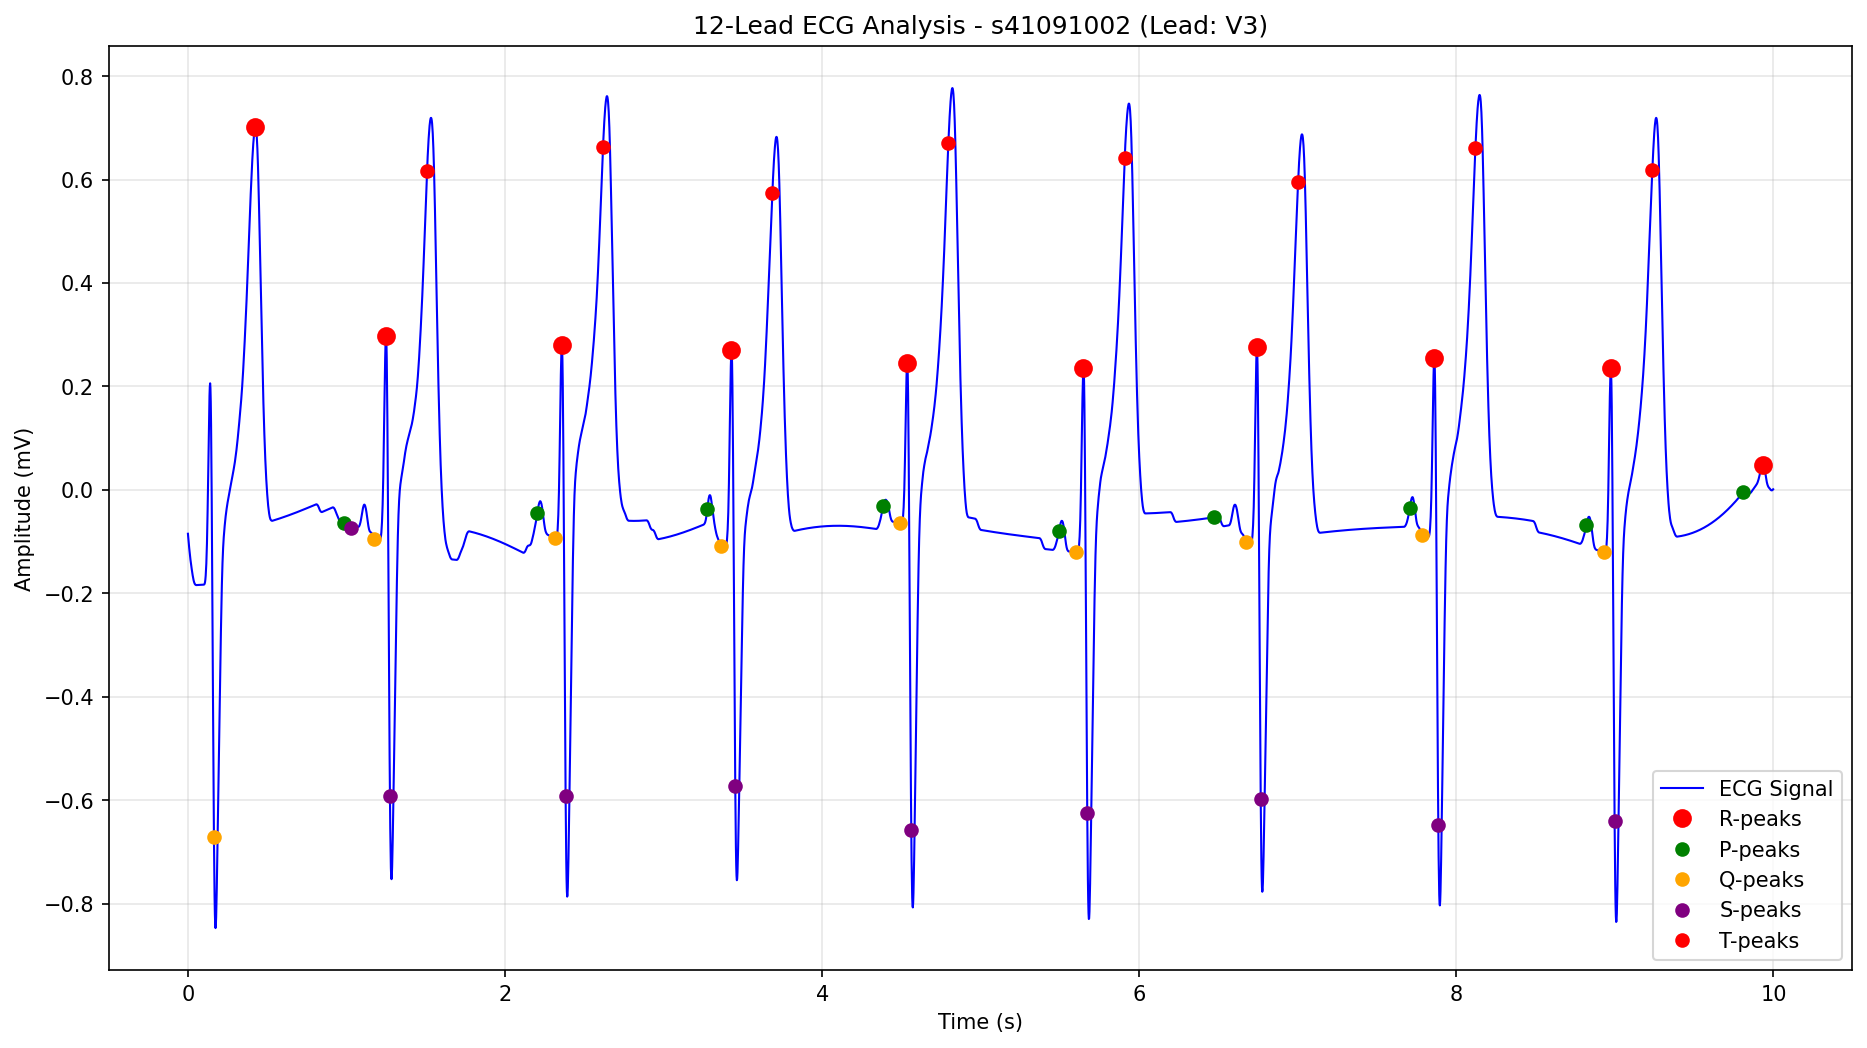 12-Lead ECG Analysis - s41091002 (Lead: V3)
Amplitude (mV)
0.8
0.6
0.4
0.2
0.0
−0.2
−0.4
−0.6
−0.8
ECG Signal
R-peaks
P-peaks
Q-peaks
S-peaks
T-peaks
0 2 4 6 8 10
Time (s)